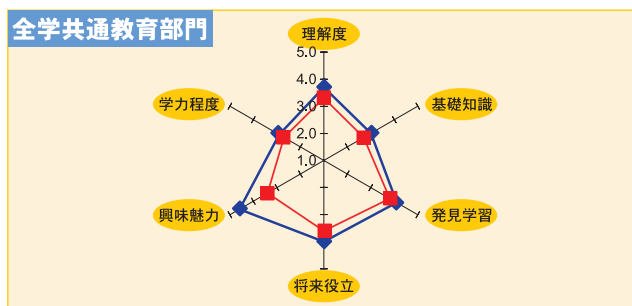 全学共通教育部門
理解度
5.0
4.0
学力程度
基礎知識
3.0
2.0
1.0
興味魅力
発見学習
将来役立